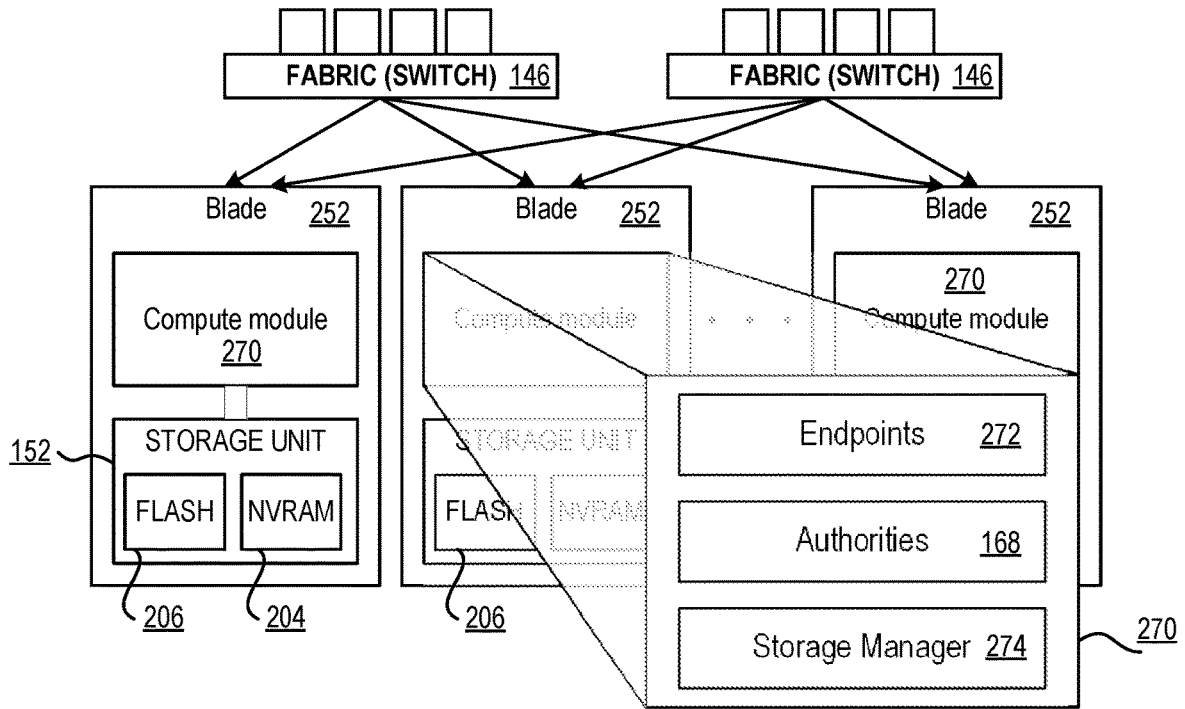 FABRIC (SWITCH) 146
FABRIC (SWITCH) 146
Blade 252
Blade 252
Blade 252
Compute module
270
Compute module
. . .
270
Compute module
152
STORAGE UNIT
FLASH
NVRAM
STORAGE UNIT
FLASH
NVRAM
Endpoints 272
Authorities 168
Storage Manager 274
206
204
206
270